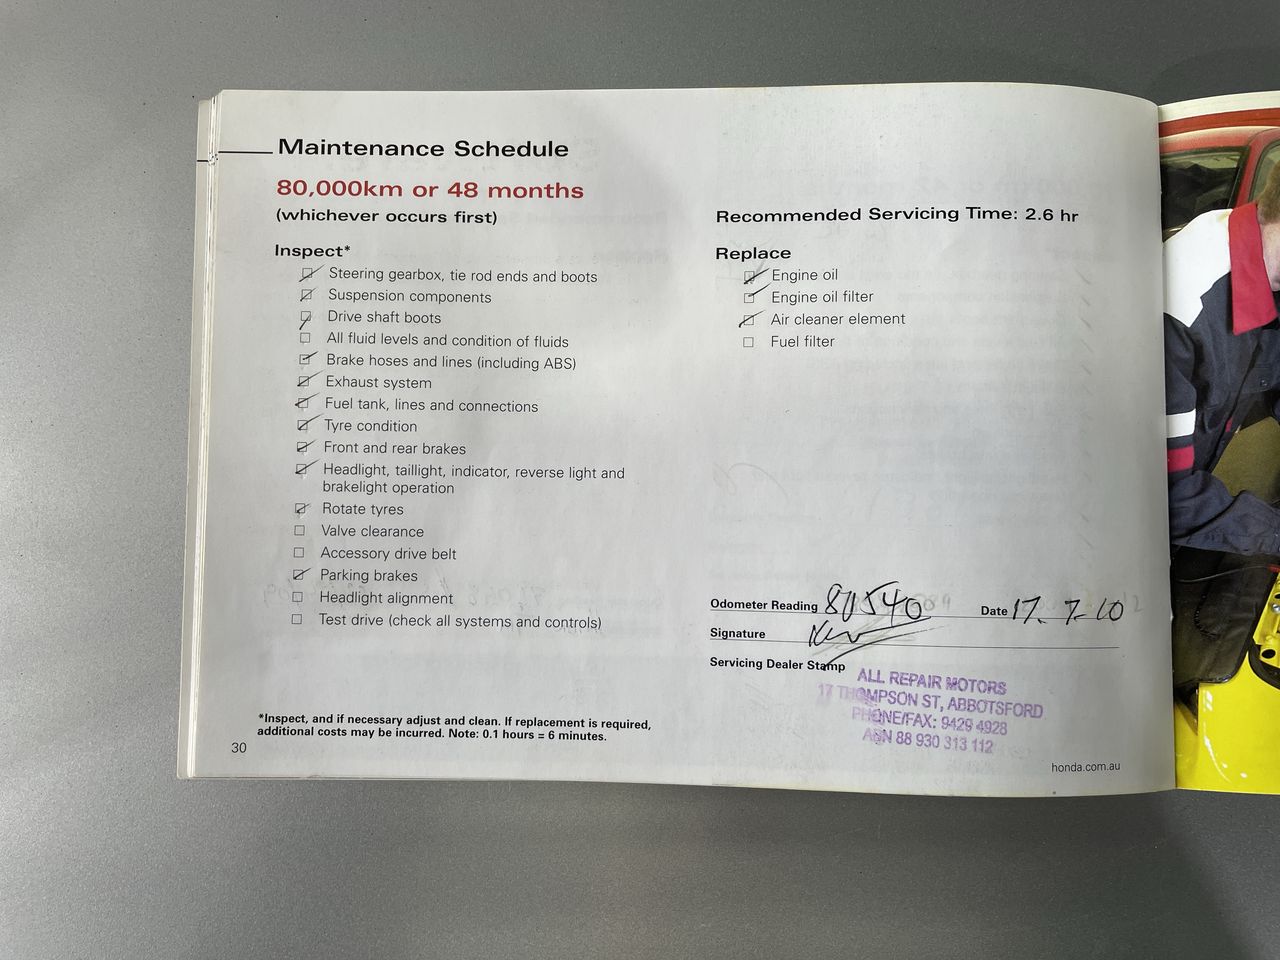 Maintenance Schedule
80,000km or 48 months
(whichever occurs first)
Inspect*
Steering gearbox, tie rod ends and boots
Suspension components
Drive shaft boots
All fluid levels and condition of fluids
Brake hoses and lines (including ABS)
Exhaust system
Fuel tank, lines and connections
Tyre condition
Front and rear brakes
Headlight, taillight, indicator, reverse light and
brakelight operation
Rotate tyres
Valve clearance
Accessory drive belt
Parking brakes
Headlight alignment
Test drive (check all systems and controls)
*Inspect, and if necessary adjust and clean. If replacement is required,
additional costs may be incurred. Note: 0.1 hours = 6 minutes.
30
Recommended Servicing Time: 2.6 hr
Replace
Engine oil
Engine oil filter
Air cleaner element
Fuel filter
Odometer Reading 80540 Date 17. 7. 10
Signature
Servicing Dealer Stamp
ALL REPAIR MOTORS
17 THOMPSON ST, ABBOTSFORD
PHONE/FAX: 9429 4928
ABN 88 930 313 112
honda.com.au